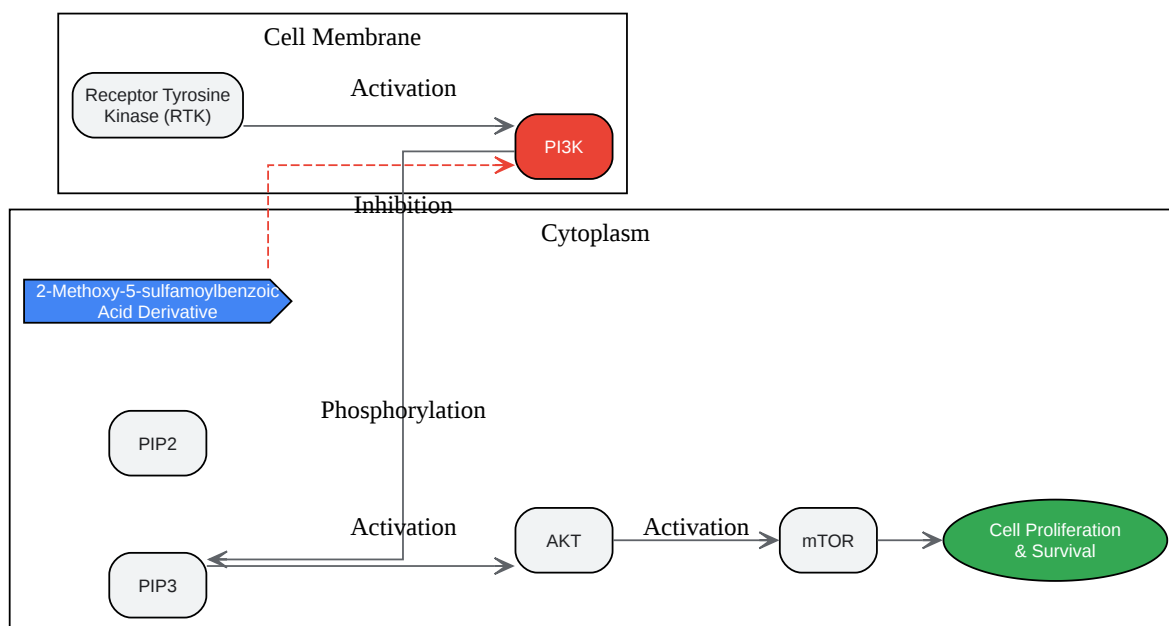 Cell Membrane
Receptor Tyrosine
Kinase (RTK)
Activation
PI3K
Inhibition
Cytoplasm
2-Methoxy-5-sulfamoylbenzoic
Acid Derivative
Phosphorylation
PIP2
Activation
Activation
AKT
mTOR
Cell Proliferation
& Survival
PIP3